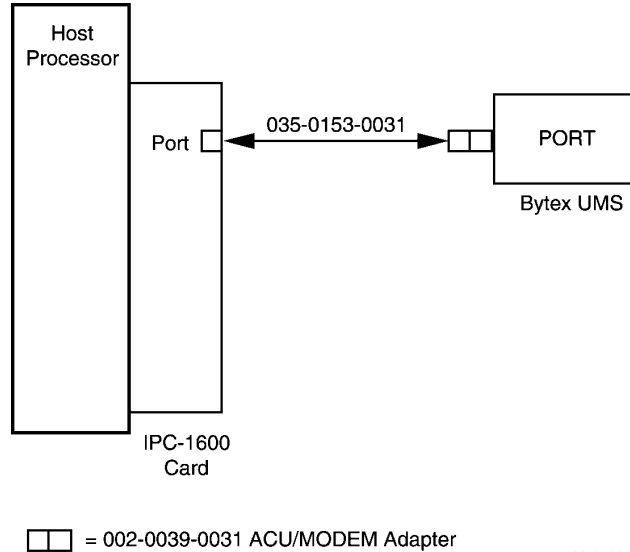 Host
Processor
Port
035-0153-0031
PORT
Bytex UMS
IPC-1600
Card
= 002-0039-0031 ACU/MODEM Adapter